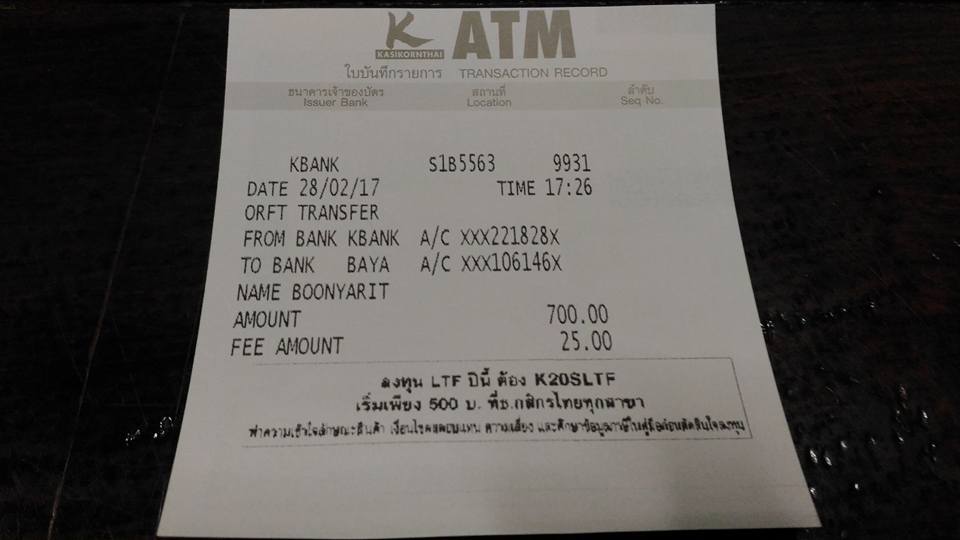 K ATM
KASIKORNTHAI
ใบบันทึกรายการ TRANSACTION RECORD
ธนาคารเจ้าของบัตร สถานที่ ลำดับ
Issuer Bank Location Seq No.
KBANK S1B5563 9931
DATE 28/02/17 TIME 17:26
ORFT TRANSFER
FROM BANK KBANK A/C XXX221828X
TO BANK BAYA A/C XXX106146X
NAME BOONYARIT
AMOUNT 700.00
FEE AMOUNT 25.00
ลงทุน LTF ปีนี้ ต้อง K20SLTF
เริ่มเพียง 500 บ. ที่ธ.กสิกรไทยทุกสาขา
ทำความเข้าใจลักษณะสินค้า เงื่อนไขผลตอบแทน ความเสี่ยง และศึกษาข้อมูลภาษีในคู่มือก่อนตัดสินใจลงทุน